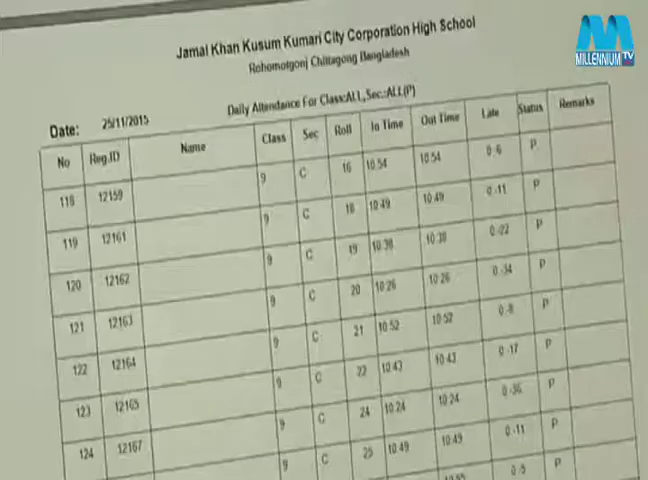 MILLENNIUM TV
Jamal Khan Kusum Kumari City Corporation High School
Rohomotgonj Chittagong Bangladesh
Daily Attendance For Class:ALL,Sec.:ALL(P)
Date: 25/11/2015
No Reg.ID Name Class Sec Roll In Time Out Time Late Status Remarks
118 12159 9 C 16 10:54 10:54 0:-6 P
119 12161 9 C 18 10:49 10:49 0:-11 P
120 12162 9 C 19 10:38 10:38 0:-22 P
121 12163 9 C 20 10:26 10:26 0:-34 P
122 12164 9 C 21 10:52 10:52 0:-8 P
123 12165 9 C 22 10:43 10:43 0:-17 P
124 12167 9 C 24 10:24 10:24 0:-36 P
9 C 25 10:49 10:49 0:-11 P
0:-5 P